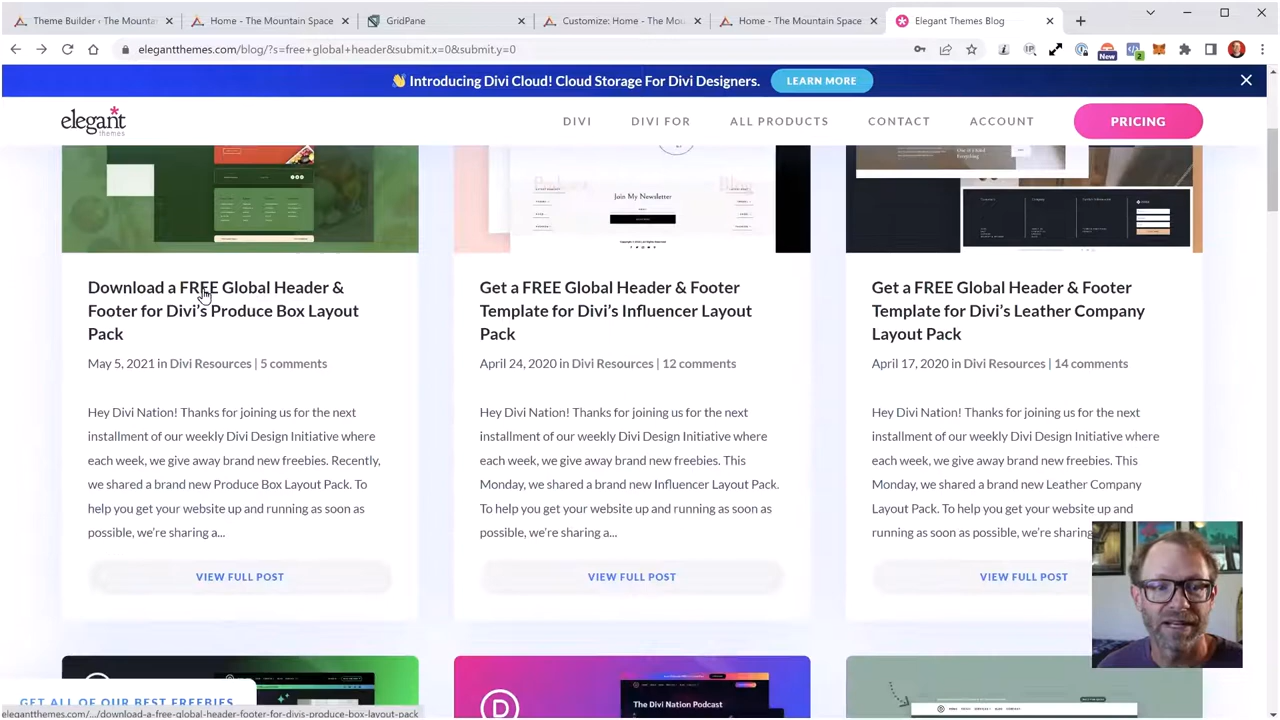 Theme Builder ‹ The Mountai
Home - The Mountain Space
GridPane
Customize: Home - The Mou
Home - The Mountain Space
Elegant Themes Blog
elegantthemes.com/blog/?s=free+global+header&submit.x=0&submit.y=0
New
2
👋 Introducing Divi Cloud! Cloud Storage For Divi Designers.
LEARN MORE
elegant
themes
DIVI
DIVI FOR
ALL PRODUCTS
CONTACT
ACCOUNT
PRICING
Join My Newsletter
Download a FREE Global Header &
Footer for Divi's Produce Box Layout
Pack
May 5, 2021 in Divi Resources | 5 comments
Hey Divi Nation! Thanks for joining us for the next
installment of our weekly Divi Design Initiative where
each week, we give away brand new freebies. Recently,
we shared a brand new Produce Box Layout Pack. To
help you get your website up and running as soon as
possible, we're sharing a...
VIEW FULL POST
Get a FREE Global Header & Footer
Template for Divi's Influencer Layout
Pack
April 24, 2020 in Divi Resources | 12 comments
Hey Divi Nation! Thanks for joining us for the next
installment of our weekly Divi Design Initiative where
each week, we give away brand new freebies. This
Monday, we shared a brand new Influencer Layout Pack.
To help you get your website up and running as soon as
possible, we're sharing a...
VIEW FULL POST
Get a FREE Global Header & Footer
Template for Divi's Leather Company
Layout Pack
April 17, 2020 in Divi Resources | 14 comments
Hey Divi Nation! Thanks for joining us for the next
installment of our weekly Divi Design Initiative where
each week, we give away brand new freebies. This
Monday, we shared a brand new Leather Company
Layout Pack. To help you get your website up and
running as soon as possible, we're sharing
VIEW FULL POST
The Divi Nation Podcast
GET ALL OF OUR BEST FREEBIES
elegantthemes.com/.../download-a-free-global-header-footer-for-divis-produce-box-layout-pack